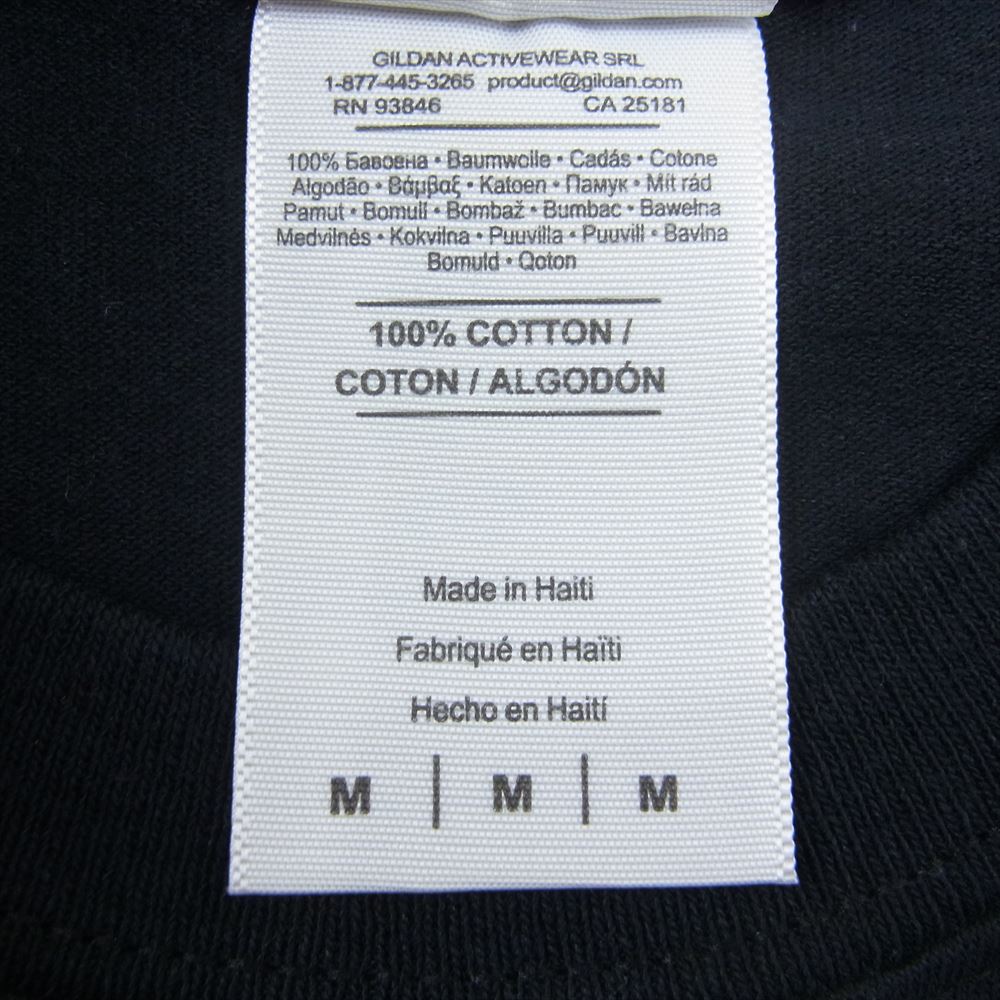 GILDAN ACTIVEWEAR SRL
1-877-445-3265 product@gildan.com
RN 93846 CA 25181
100% Бавовна • Baumwolle • Cadás • Cotone
Algodão • Βάμβαξ • Katoen • Памук • Mít rád
Pamut • Bomull • Bombaž • Bumbac • Bawełna
Medvilnės • Kokvilna • Puuvilla • Puuvill • Bavlna
Bomuld • Qoton
100% COTTON /
COTON / ALGODÓN
Made in Haiti
Fabriqué en Haïti
Hecho en Haití
M | M | M